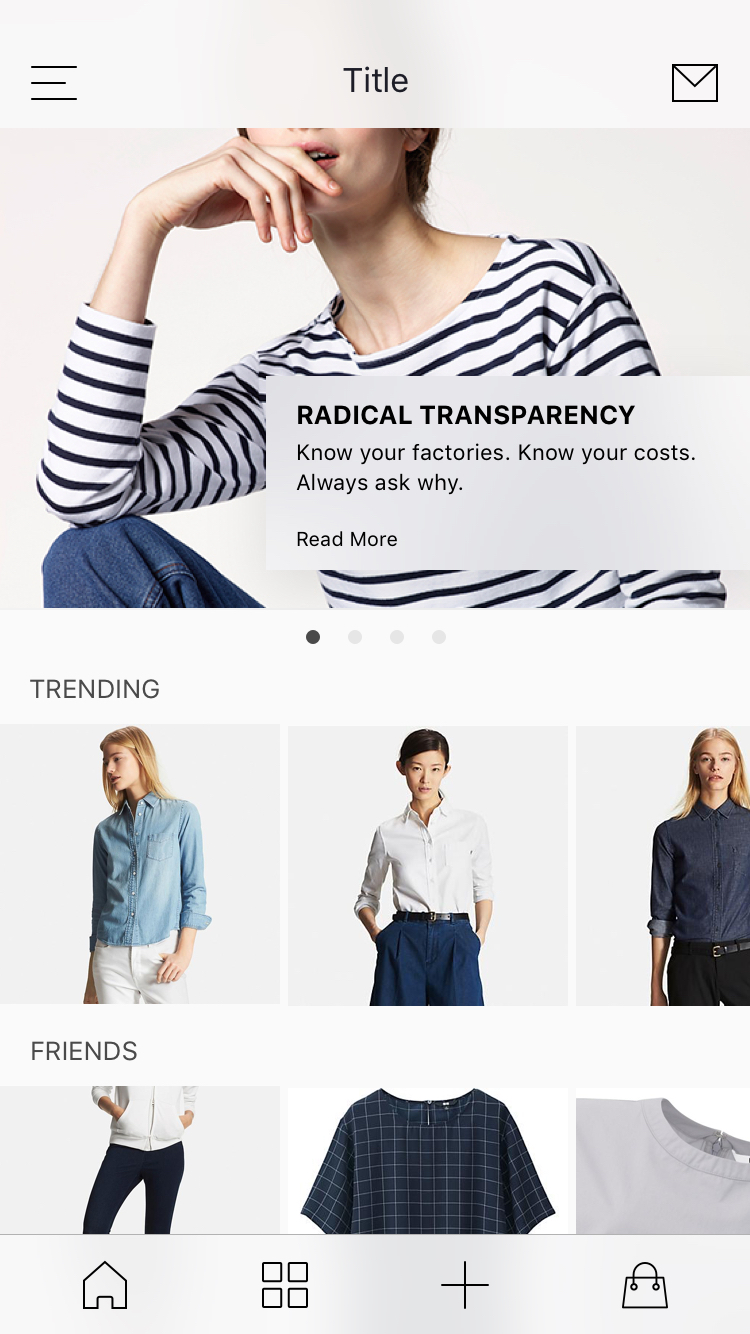 Title
RADICAL TRANSPARENCY
Know your factories. Know your costs.
Always ask why.
Read More
TRENDING
FRIENDS